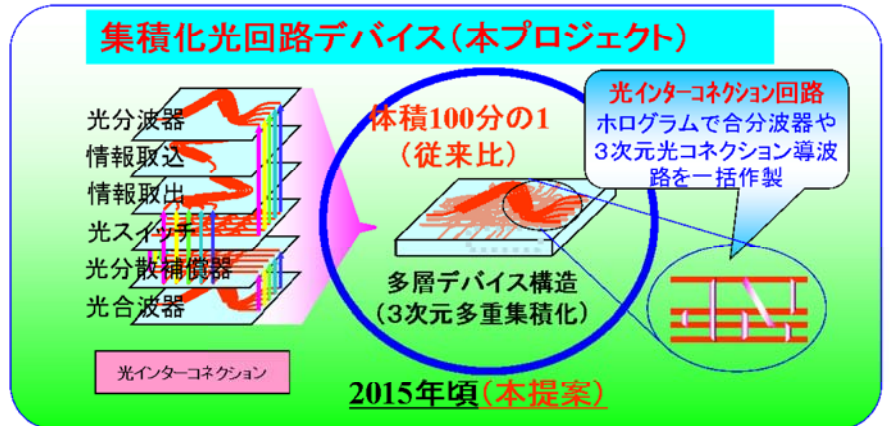 集積化光回路デバイス(本プロジェクト)
光分波器
情報取込
情報取出
光スイッチ
光分散補償器
光合波器
光インターコネクション
体積100分の1
(従来比)
多層デバイス構造
(3次元多重集積化)
2015年頃(本提案)
光インターコネクション回路
ホログラムで合分波器や
3次元光コネクション導波
路を一括作製